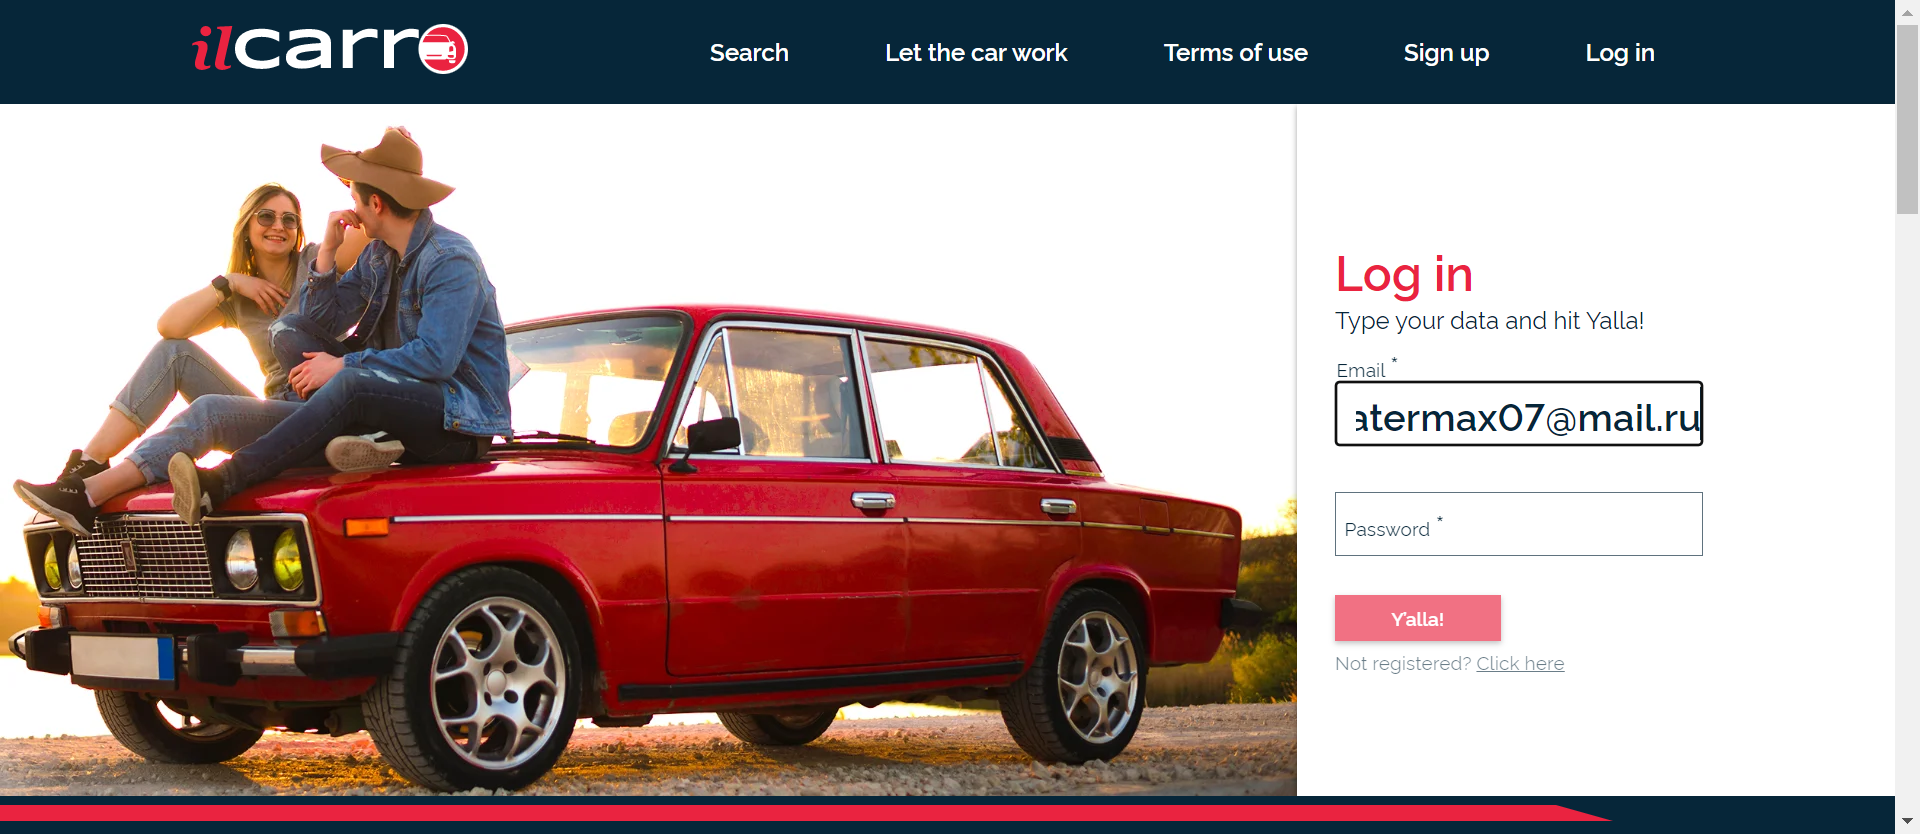 ilcarro
Search
Let the car work
Terms of use
Sign up
Log in
Log in
Type your data and hit Yalla!
Email *
atermax07@mail.ru
Password *
Y'alla!
Not registered? Click here